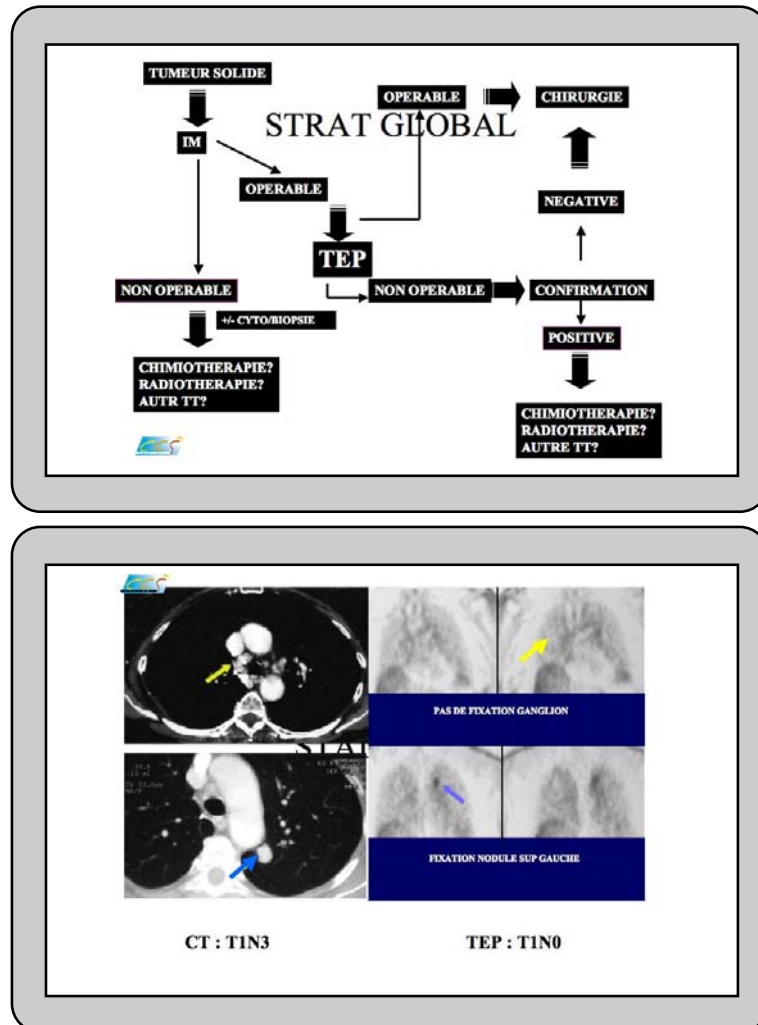 TUMEUR SOLIDE
OPERABLE
CHIRURGIE
STRAT GLOBAL
IM
OPERABLE
NEGATIVE
TEP
NON OPERABLE
NON OPERABLE
CONFIRMATION
+/- CYTO/BIOPSIE
POSITIVE
CHIMIOTHERAPIE?
RADIOTHERAPIE?
AUTR TT?
CHIMIOTHERAPIE?
RADIOTHERAPIE?
AUTRE TT?
PAS DE FIXATION GANGLION
FIXATION NODULE SUP GAUCHE
CT : T1N3
TEP : T1N0